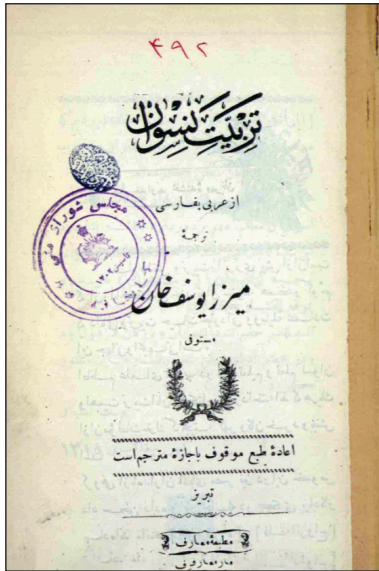 ۴۹۲
تربیت نسوان
از عربی بفارسی
ترجمهٔ
میرزا یوسف خان
مستوفی
مجلس شورای ملی
اعادهٔ طبع موقوف باجازهٔ مترجم است
تبریز
مطبعهٔ معارف